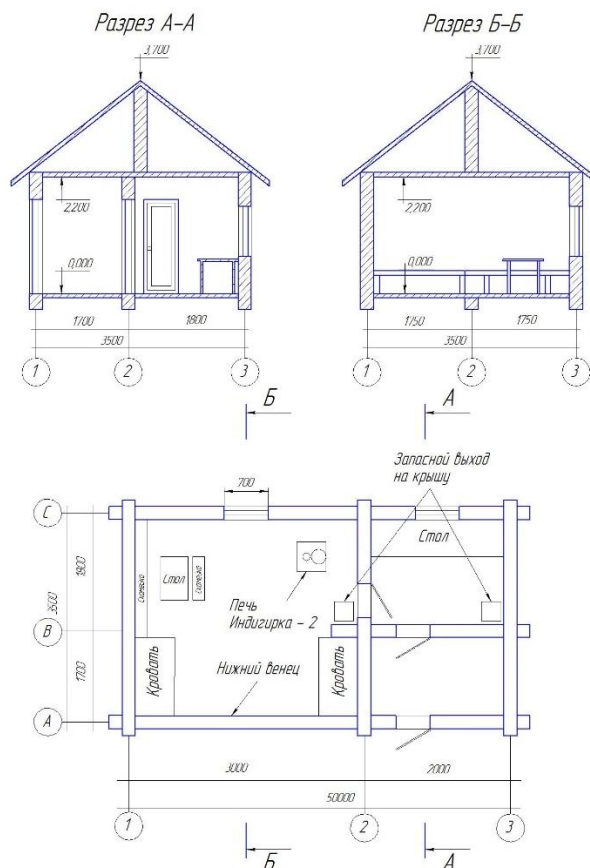 Разрез А-А
Разрез Б-Б
3,700
3,700
2,200
2,200
0,000
0,000
1700
1800
3500
1750
1750
3500
1
2
3
1
2
3
Б
А
Запасной выход
на крышу
700
С
Стол
Скамейка
Стол
Скамейка
1800
3500
Печь
Индигирка - 2
В
Кровать
Кровать
Нижний венец
1700
А
3000
2000
50000
1
2
3
Б
А